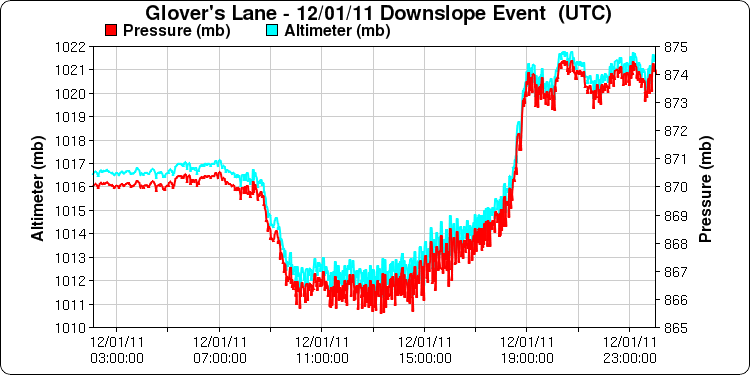 Glover's Lane - 12/01/11 Downslope Event (UTC)
Pressure (mb) Altimeter (mb)
1022 875
1021 874
1020 873
1019
1018 872
1017 871
1016 870
1015 869
1014 868
1013
1012 867
1011 866
1010 865
Altimeter (mb)
Pressure (mb)
12/01/11 12/01/11 12/01/11 12/01/11 12/01/11 12/01/11
03:00:00 07:00:00 11:00:00 15:00:00 19:00:00 23:00:00